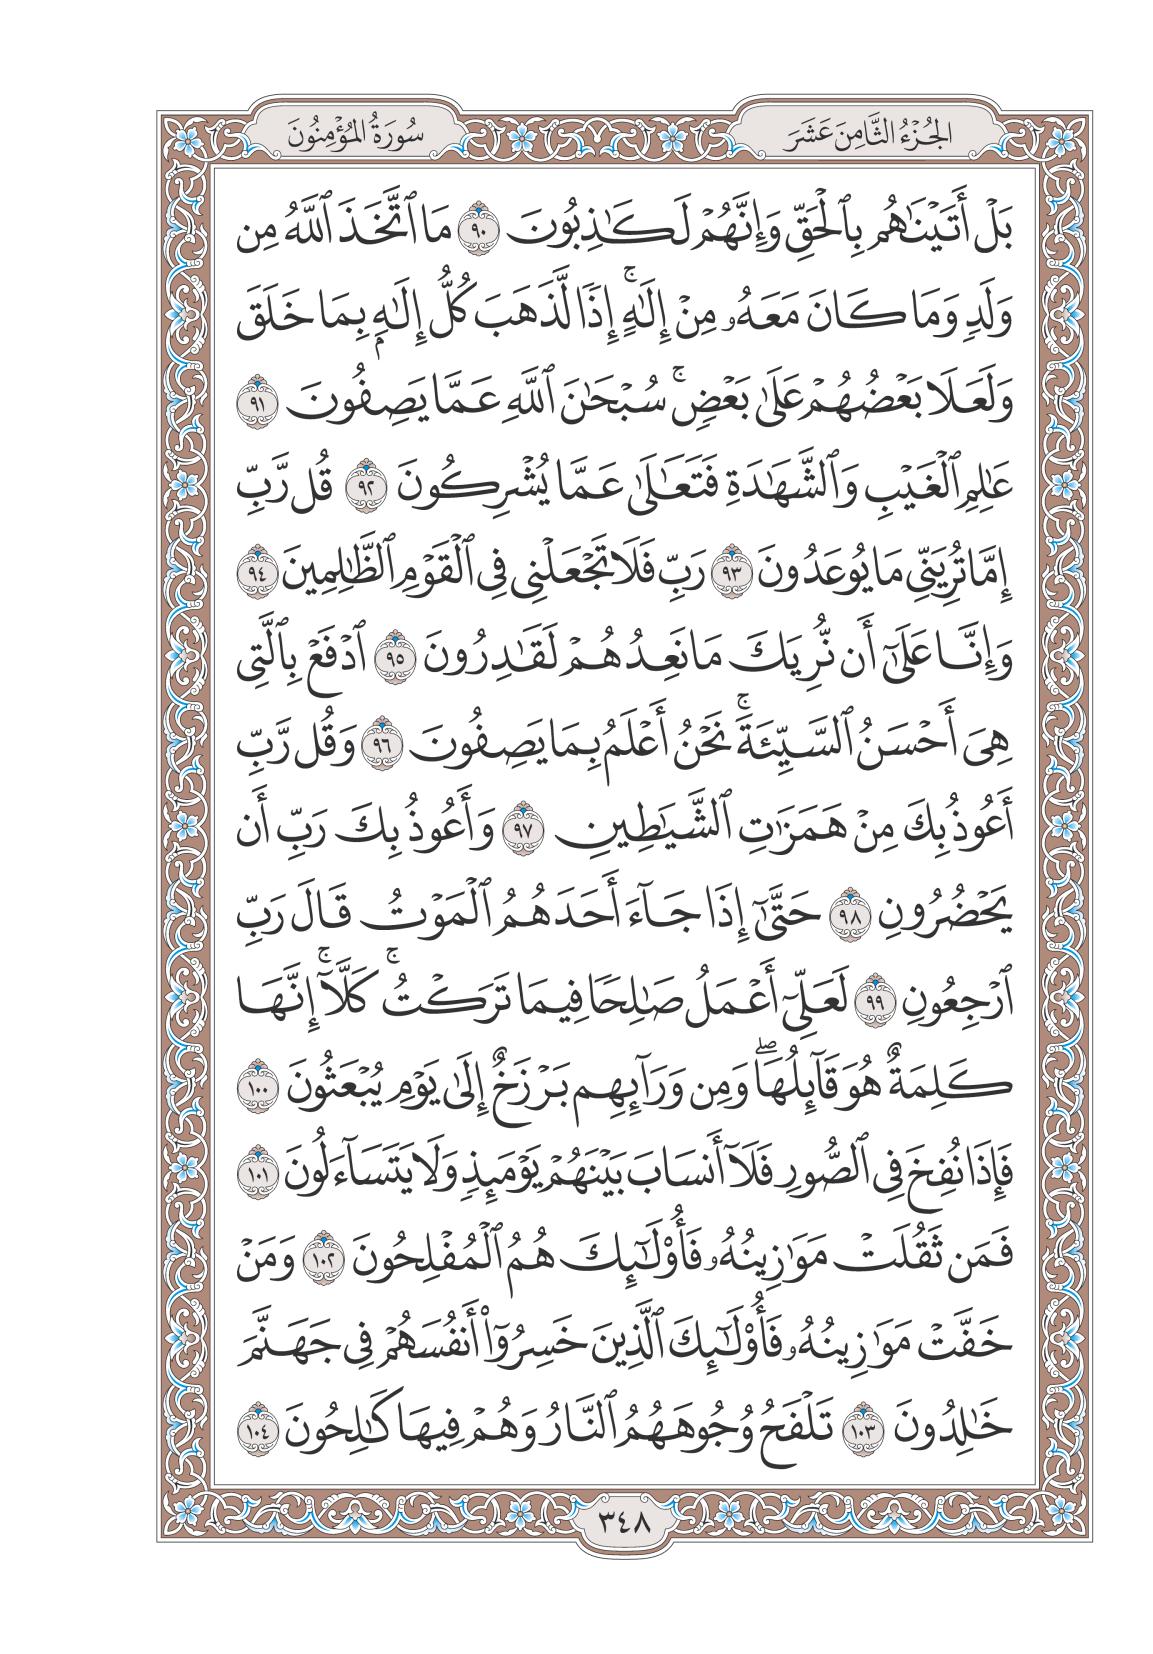 الجُزْءُ الثَّامِنَ عَشَرَ
سُورَةُ المُؤْمِنُونَ
بَلۡ أَتَيۡنَٰهُم بِٱلۡحَقِّ وَإِنَّهُمۡ لَكَٰذِبُونَ ٩٠ مَا ٱتَّخَذَ ٱللَّهُ مِن
وَلَدٖ وَمَا كَانَ مَعَهُۥ مِنۡ إِلَٰهٍۚ إِذٗا لَّذَهَبَ كُلُّ إِلَٰهِۭ بِمَا خَلَقَ
وَلَعَلَا بَعۡضُهُمۡ عَلَىٰ بَعۡضٖۚ سُبۡحَٰنَ ٱللَّهِ عَمَّا يَصِفُونَ ٩١
عَٰلِمِ ٱلۡغَيۡبِ وَٱلشَّهَٰدَةِ فَتَعَٰلَىٰ عَمَّا يُشۡرِكُونَ ٩٢ قُل رَّبِّ
إِمَّا تُرِيَنِّي مَا يُوعَدُونَ ٩٣ رَبِّ فَلَا تَجۡعَلۡنِي فِي ٱلۡقَوۡمِ ٱلظَّٰلِمِينَ ٩٤
وَإِنَّا عَلَىٰٓ أَن نُّرِيَكَ مَا نَعِدُهُمۡ لَقَٰدِرُونَ ٩٥ ٱدۡفَعۡ بِٱلَّتِي
هِيَ أَحۡسَنُ ٱلسَّيِّئَةَۚ نَحۡنُ أَعۡلَمُ بِمَا يَصِفُونَ ٩٦ وَقُل رَّبِّ
أَعُوذُ بِكَ مِنۡ هَمَزَٰتِ ٱلشَّيَٰطِينِ ٩٧ وَأَعُوذُ بِكَ رَبِّ أَن
يَحۡضُرُونِ ٩٨ حَتَّىٰٓ إِذَا جَآءَ أَحَدَهُمُ ٱلۡمَوۡتُ قَالَ رَبِّ
ٱرۡجِعُونِ ٩٩ لَعَلِّيٓ أَعۡمَلُ صَٰلِحٗا فِيمَا تَرَكۡتُۚ كَلَّآۚ إِنَّهَا
كَلِمَةٌ هُوَ قَآئِلُهَاۖ وَمِن وَرَآئِهِم بَرۡزَخٌ إِلَىٰ يَوۡمِ يُبۡعَثُونَ ١٠٠
فَإِذَا نُفِخَ فِي ٱلصُّورِ فَلَآ أَنسَابَ بَيۡنَهُمۡ يَوۡمَئِذٖ وَلَا يَتَسَآءَلُونَ ١٠١
فَمَن ثَقُلَتۡ مَوَٰزِينُهُۥ فَأُوْلَٰٓئِكَ هُمُ ٱلۡمُفۡلِحُونَ ١٠٢ وَمَنۡ
خَفَّتۡ مَوَٰزِينُهُۥ فَأُوْلَٰٓئِكَ ٱلَّذِينَ خَسِرُوٓاْ أَنفُسَهُمۡ فِي جَهَنَّمَ
خَٰلِدُونَ ١٠٣ تَلۡفَحُ وُجُوهَهُمُ ٱلنَّارُ وَهُمۡ فِيهَا كَٰلِحُونَ ١٠٤
٣٤٨